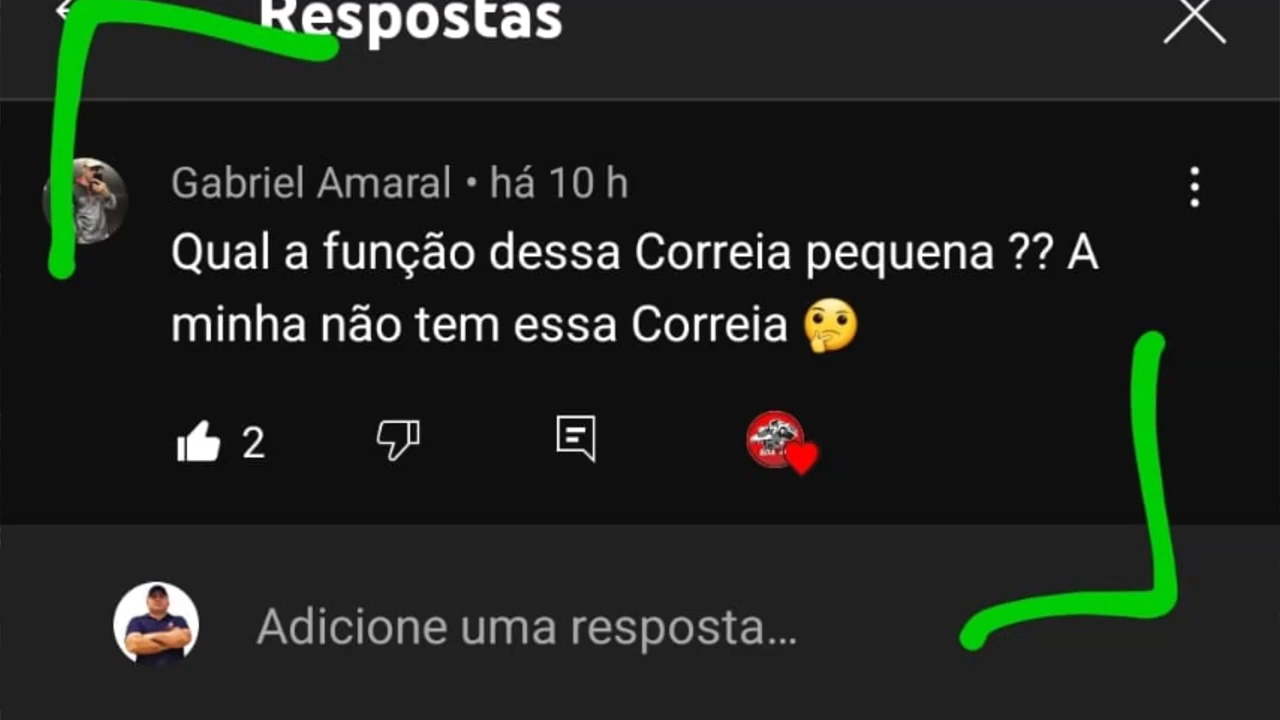 Respostas
Gabriel Amaral • há 10 h
Qual a função dessa Correia pequena ?? A
minha não tem essa Correia 🤔
2
Adicione uma resposta...